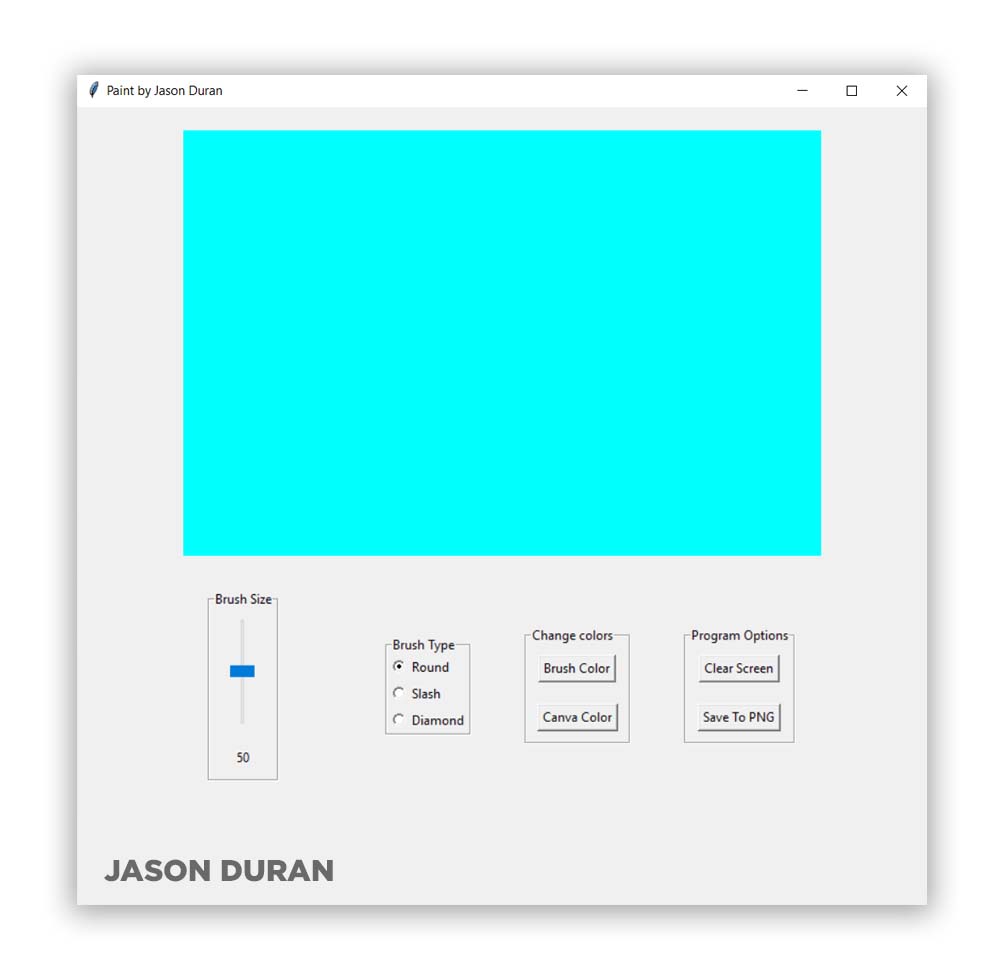 Paint by Jason Duran
Brush Size
50
Brush Type
Round
Slash
Diamond
Change colors
Brush Color
Canva Color
Program Options
Clear Screen
Save To PNG
JASON DURAN